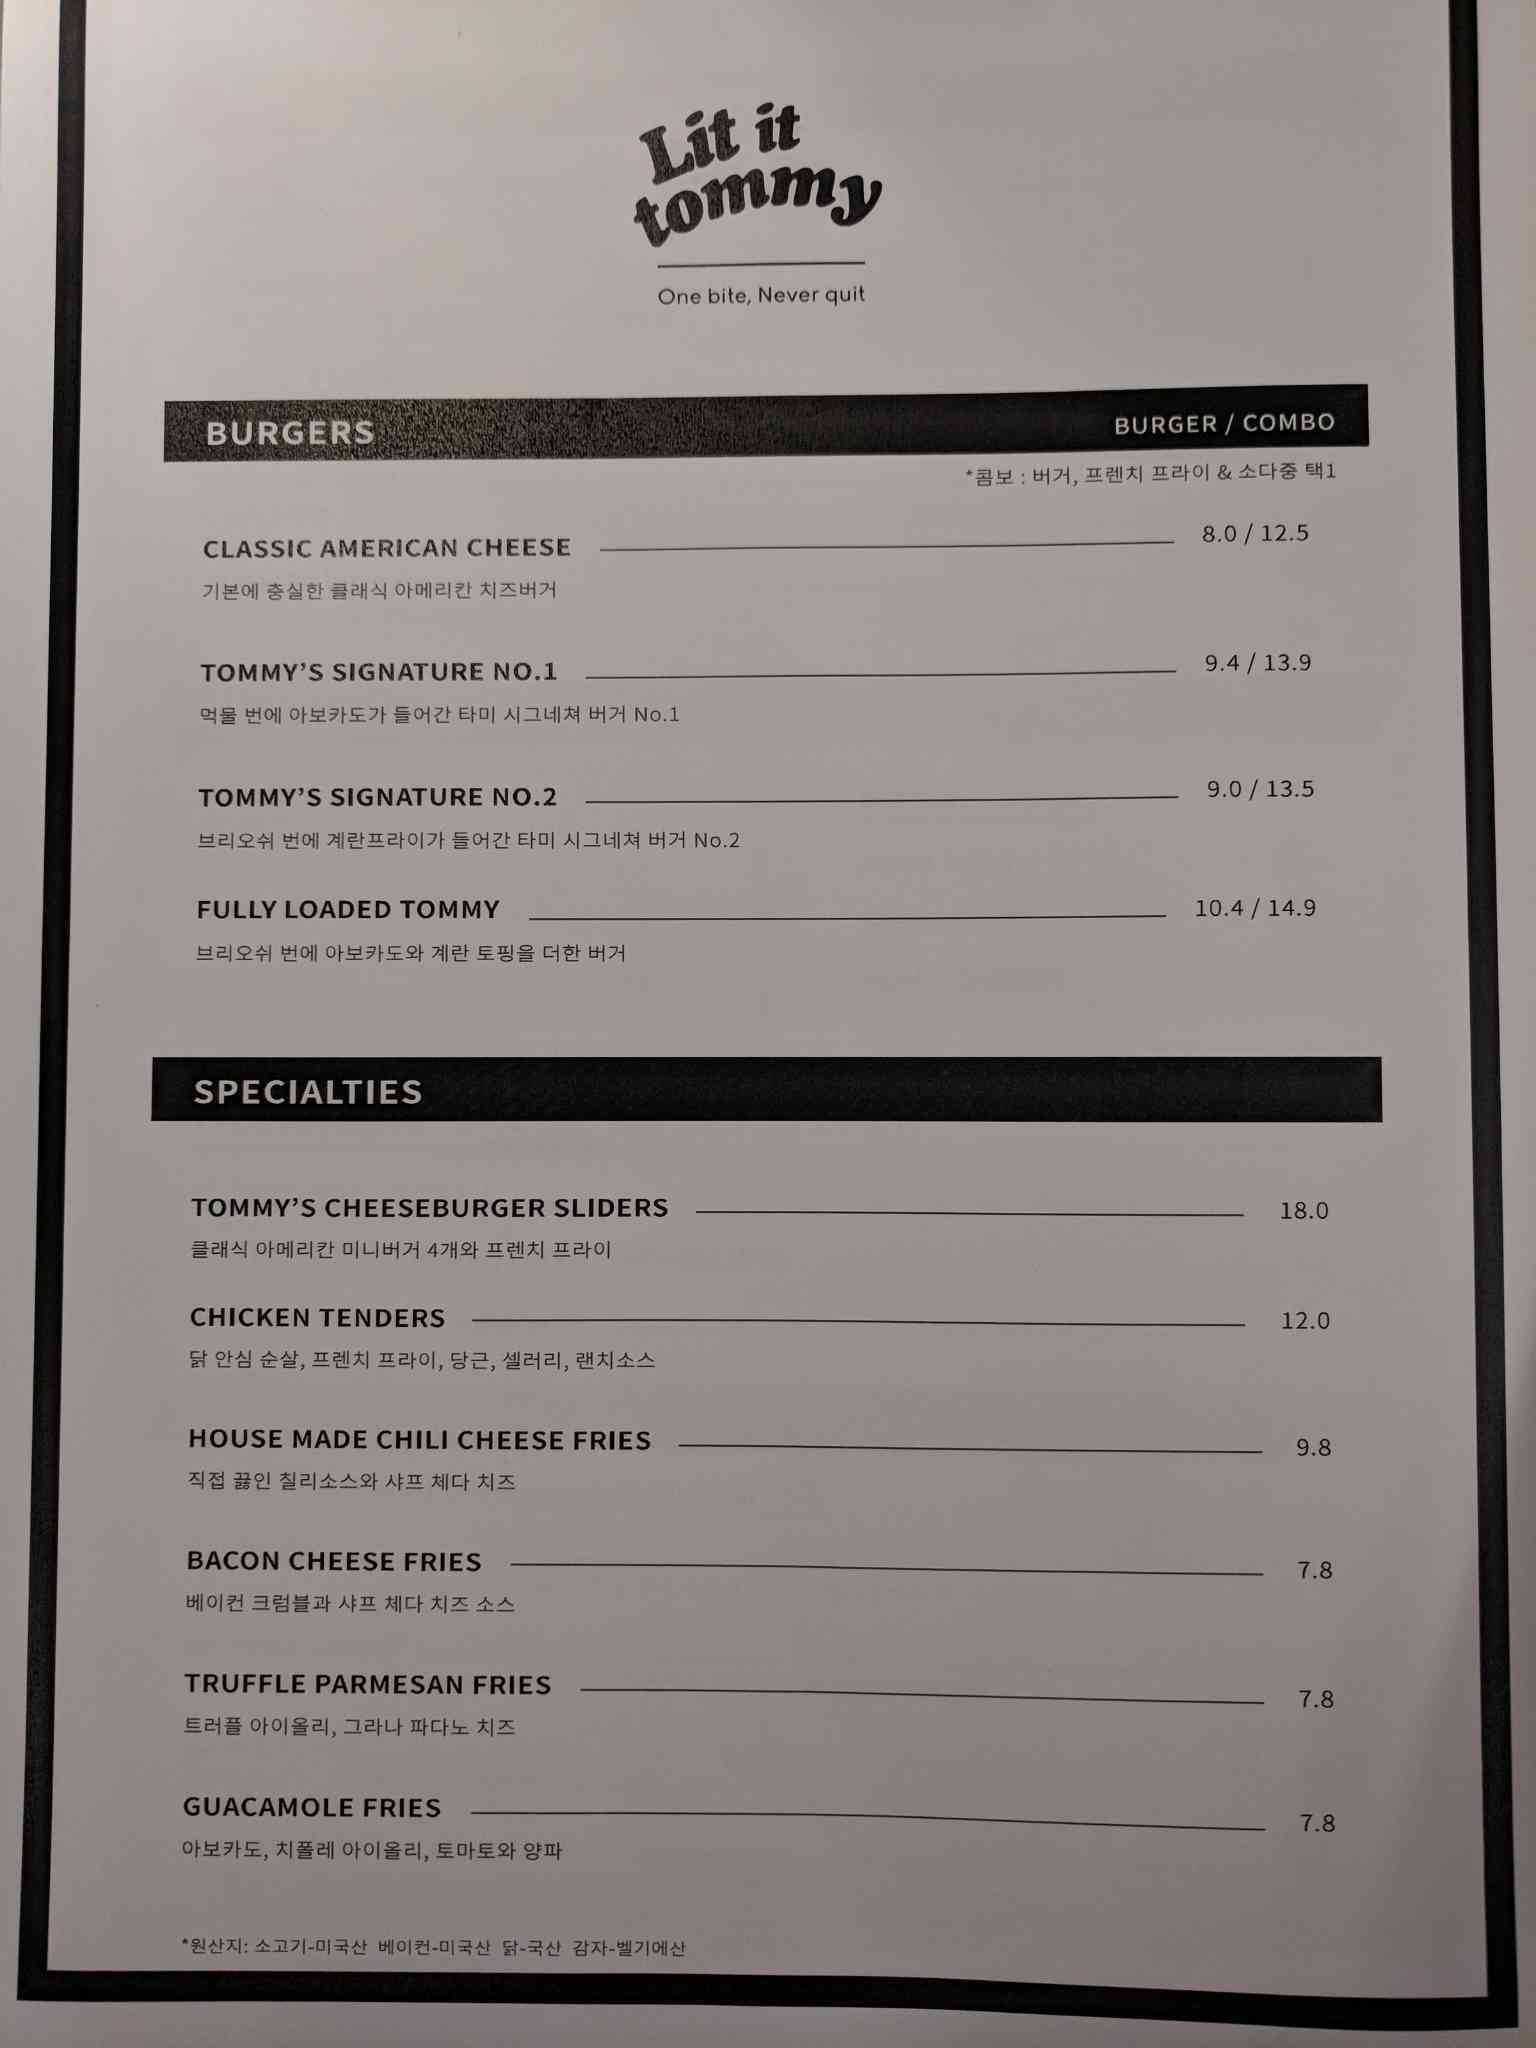 Lit it
tommy
One bite, Never quit
BURGERS BURGER / COMBO
*콤보 : 버거, 프렌치 프라이 & 소다중 택1
CLASSIC AMERICAN CHEESE 8.0 / 12.5
기본에 충실한 클래식 아메리칸 치즈버거
TOMMY'S SIGNATURE NO.1 9.4 / 13.9
먹물 번에 아보카도가 들어간 타미 시그네쳐 버거 No.1
TOMMY'S SIGNATURE NO.2 9.0 / 13.5
브리오쉬 번에 계란프라이가 들어간 타미 시그네쳐 버거 No.2
FULLY LOADED TOMMY 10.4 / 14.9
브리오쉬 번에 아보카도와 계란 토핑을 더한 버거
SPECIALTIES
TOMMY'S CHEESEBURGER SLIDERS 18.0
클래식 아메리칸 미니버거 4개와 프렌치 프라이
CHICKEN TENDERS 12.0
닭 안심 순살, 프렌치 프라이, 당근, 셀러리, 랜치소스
HOUSE MADE CHILI CHEESE FRIES 9.8
직접 끓인 칠리소스와 샤프 체다 치즈
BACON CHEESE FRIES 7.8
베이컨 크럼블과 샤프 체다 치즈 소스
TRUFFLE PARMESAN FRIES 7.8
트러플 아이올리, 그라나 파다노 치즈
GUACAMOLE FRIES 7.8
아보카도, 치폴레 아이올리, 토마토와 양파
*원산지: 소고기-미국산 베이컨-미국산 닭-국산 감자-벨기에산